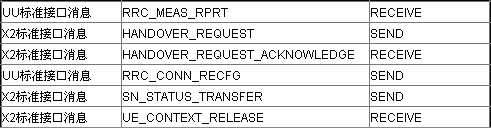 UU标准接口消息 RRC_MEAS_RPRT RECEIVE
X2标准接口消息 HANDOVER_REQUEST SEND
X2标准接口消息 HANDOVER_REQUEST_ACKNOWLEDGE RECEIVE
UU标准接口消息 RRC_CONN_RECFG SEND
X2标准接口消息 SN_STATUS_TRANSFER SEND
X2标准接口消息 UE_CONTEXT_RELEASE RECEIVE